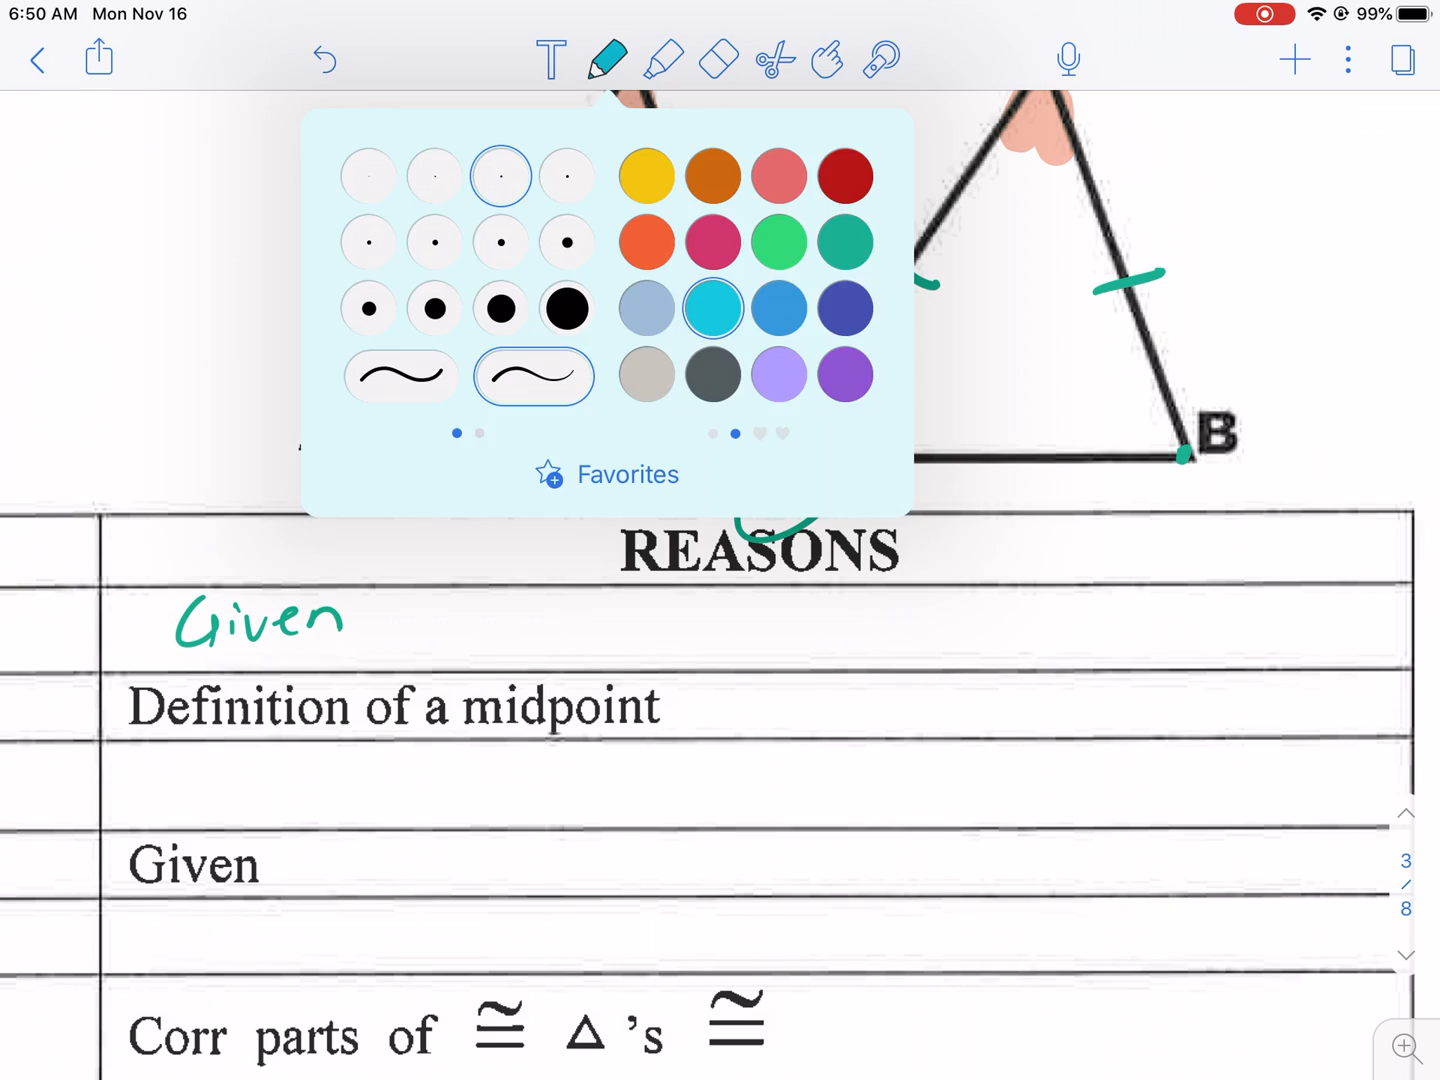 6:50 AM Mon Nov 16
99%
T
Favorites
B
REASONS
Given
Definition of a midpoint
Given
3
/
8
Corr parts of ≅ △ 's ≅